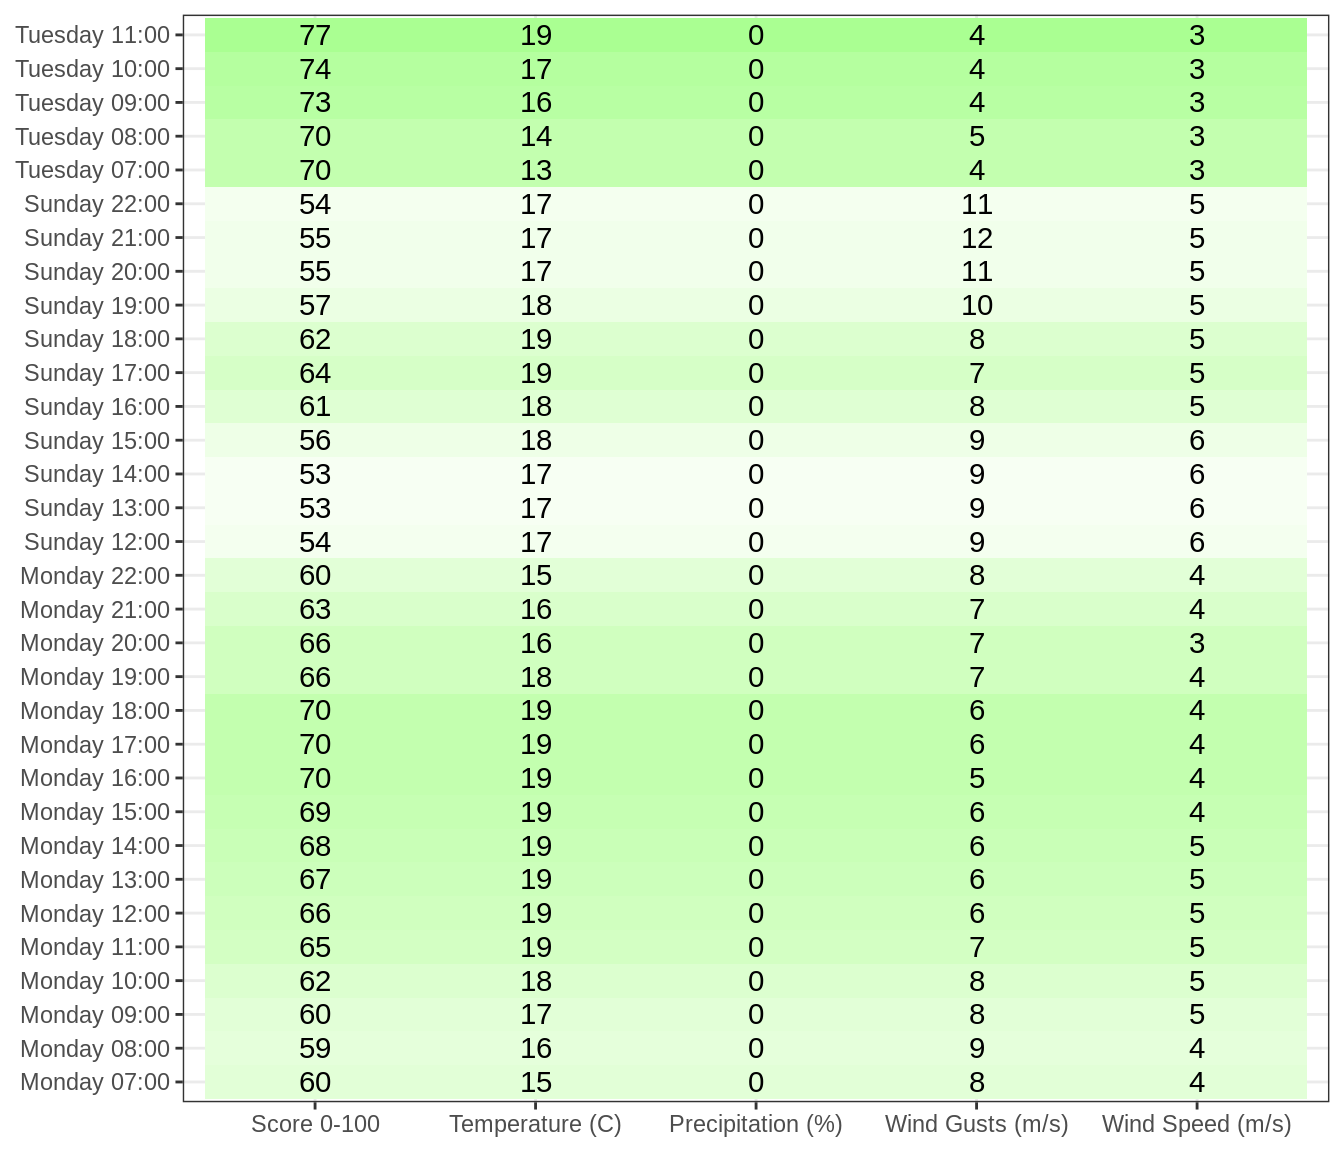 Tuesday 11:00 77 19 0 4 3
Tuesday 10:00 74 17 0 4 3
Tuesday 09:00 73 16 0 4 3
Tuesday 08:00 70 14 0 5 3
Tuesday 07:00 70 13 0 4 3
Sunday 22:00 54 17 0 11 5
Sunday 21:00 55 17 0 12 5
Sunday 20:00 55 17 0 11 5
Sunday 19:00 57 18 0 10 5
Sunday 18:00 62 19 0 8 5
Sunday 17:00 64 19 0 7 5
Sunday 16:00 61 18 0 8 5
Sunday 15:00 56 18 0 9 6
Sunday 14:00 53 17 0 9 6
Sunday 13:00 53 17 0 9 6
Sunday 12:00 54 17 0 9 6
Monday 22:00 60 15 0 8 4
Monday 21:00 63 16 0 7 4
Monday 20:00 66 16 0 7 3
Monday 19:00 66 18 0 7 4
Monday 18:00 70 19 0 6 4
Monday 17:00 70 19 0 6 4
Monday 16:00 70 19 0 5 4
Monday 15:00 69 19 0 6 4
Monday 14:00 68 19 0 6 5
Monday 13:00 67 19 0 6 5
Monday 12:00 66 19 0 6 5
Monday 11:00 65 19 0 7 5
Monday 10:00 62 18 0 8 5
Monday 09:00 60 17 0 8 5
Monday 08:00 59 16 0 9 4
Monday 07:00 60 15 0 8 4
Score 0-100 Temperature (C) Precipitation (%) Wind Gusts (m/s) Wind Speed (m/s)